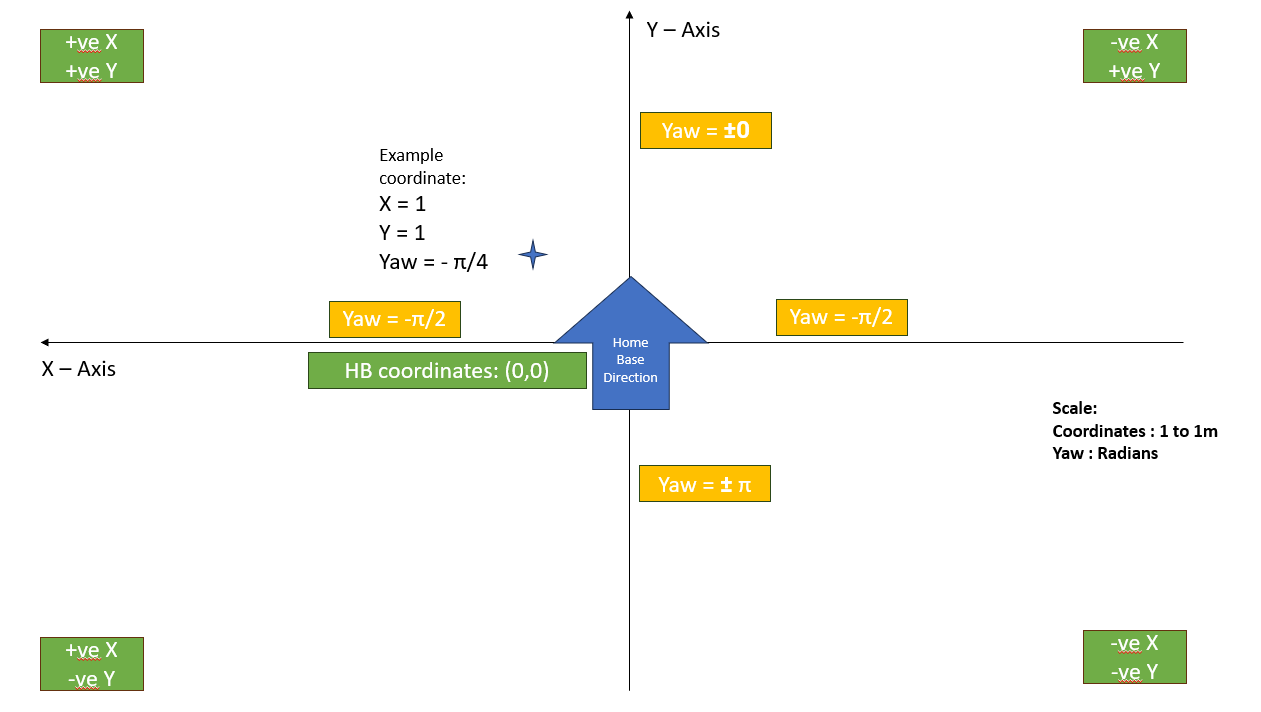 +ve X
+ve Y
Y – Axis
-ve X
+ve Y
Yaw = ±0
Example
coordinate:
X = 1
Y = 1
Yaw = - π/4
Yaw = -π/2
Yaw = -π/2
Home
Base
Direction
X – Axis
HB coordinates: (0,0)
Scale:
Coordinates : 1 to 1m
Yaw : Radians
Yaw = ± π
+ve X
-ve Y
-ve X
-ve Y